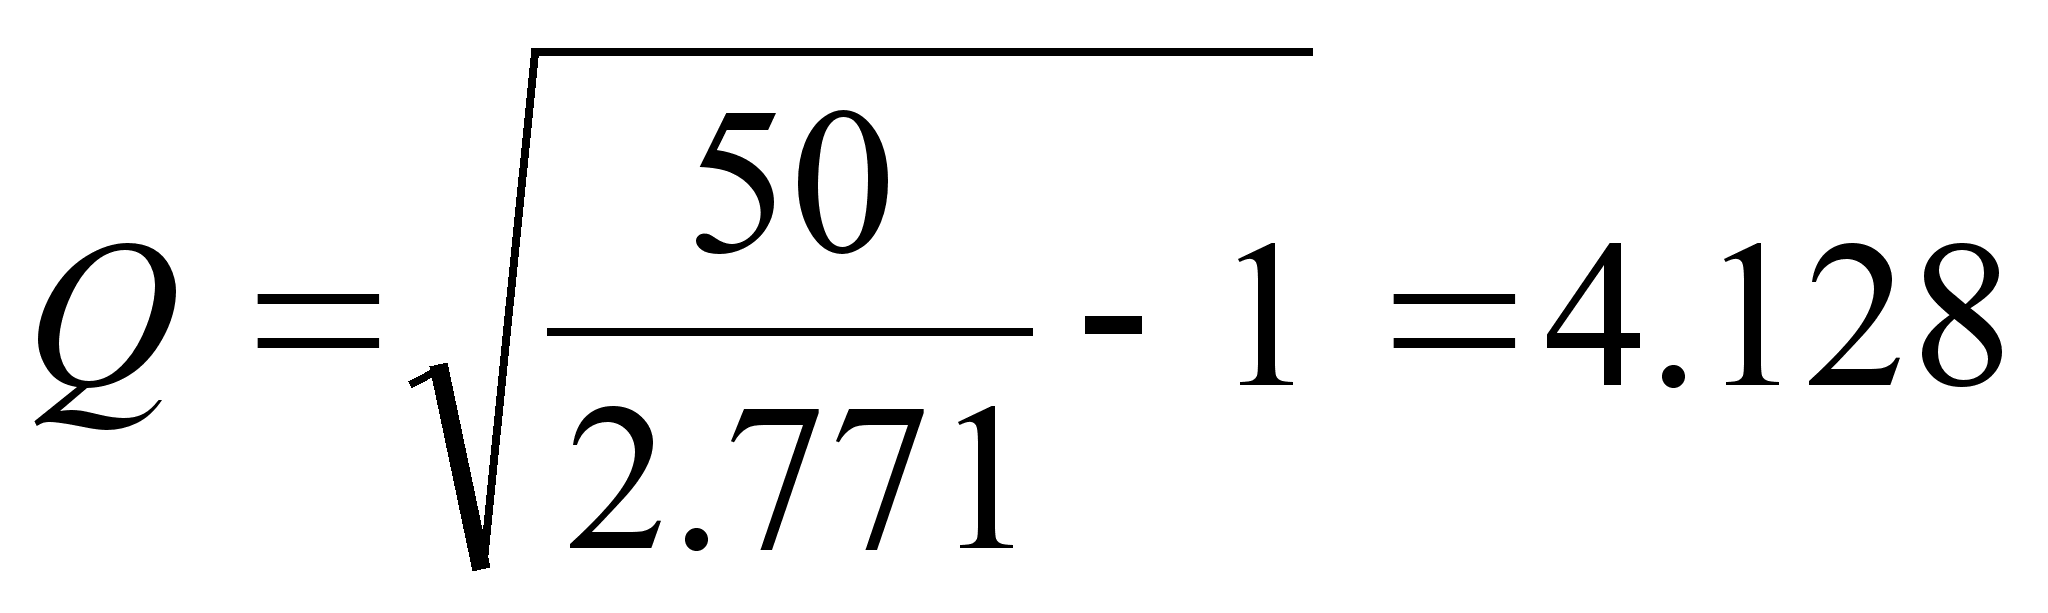 Q = √(50/2.771 - 1) = 4.128